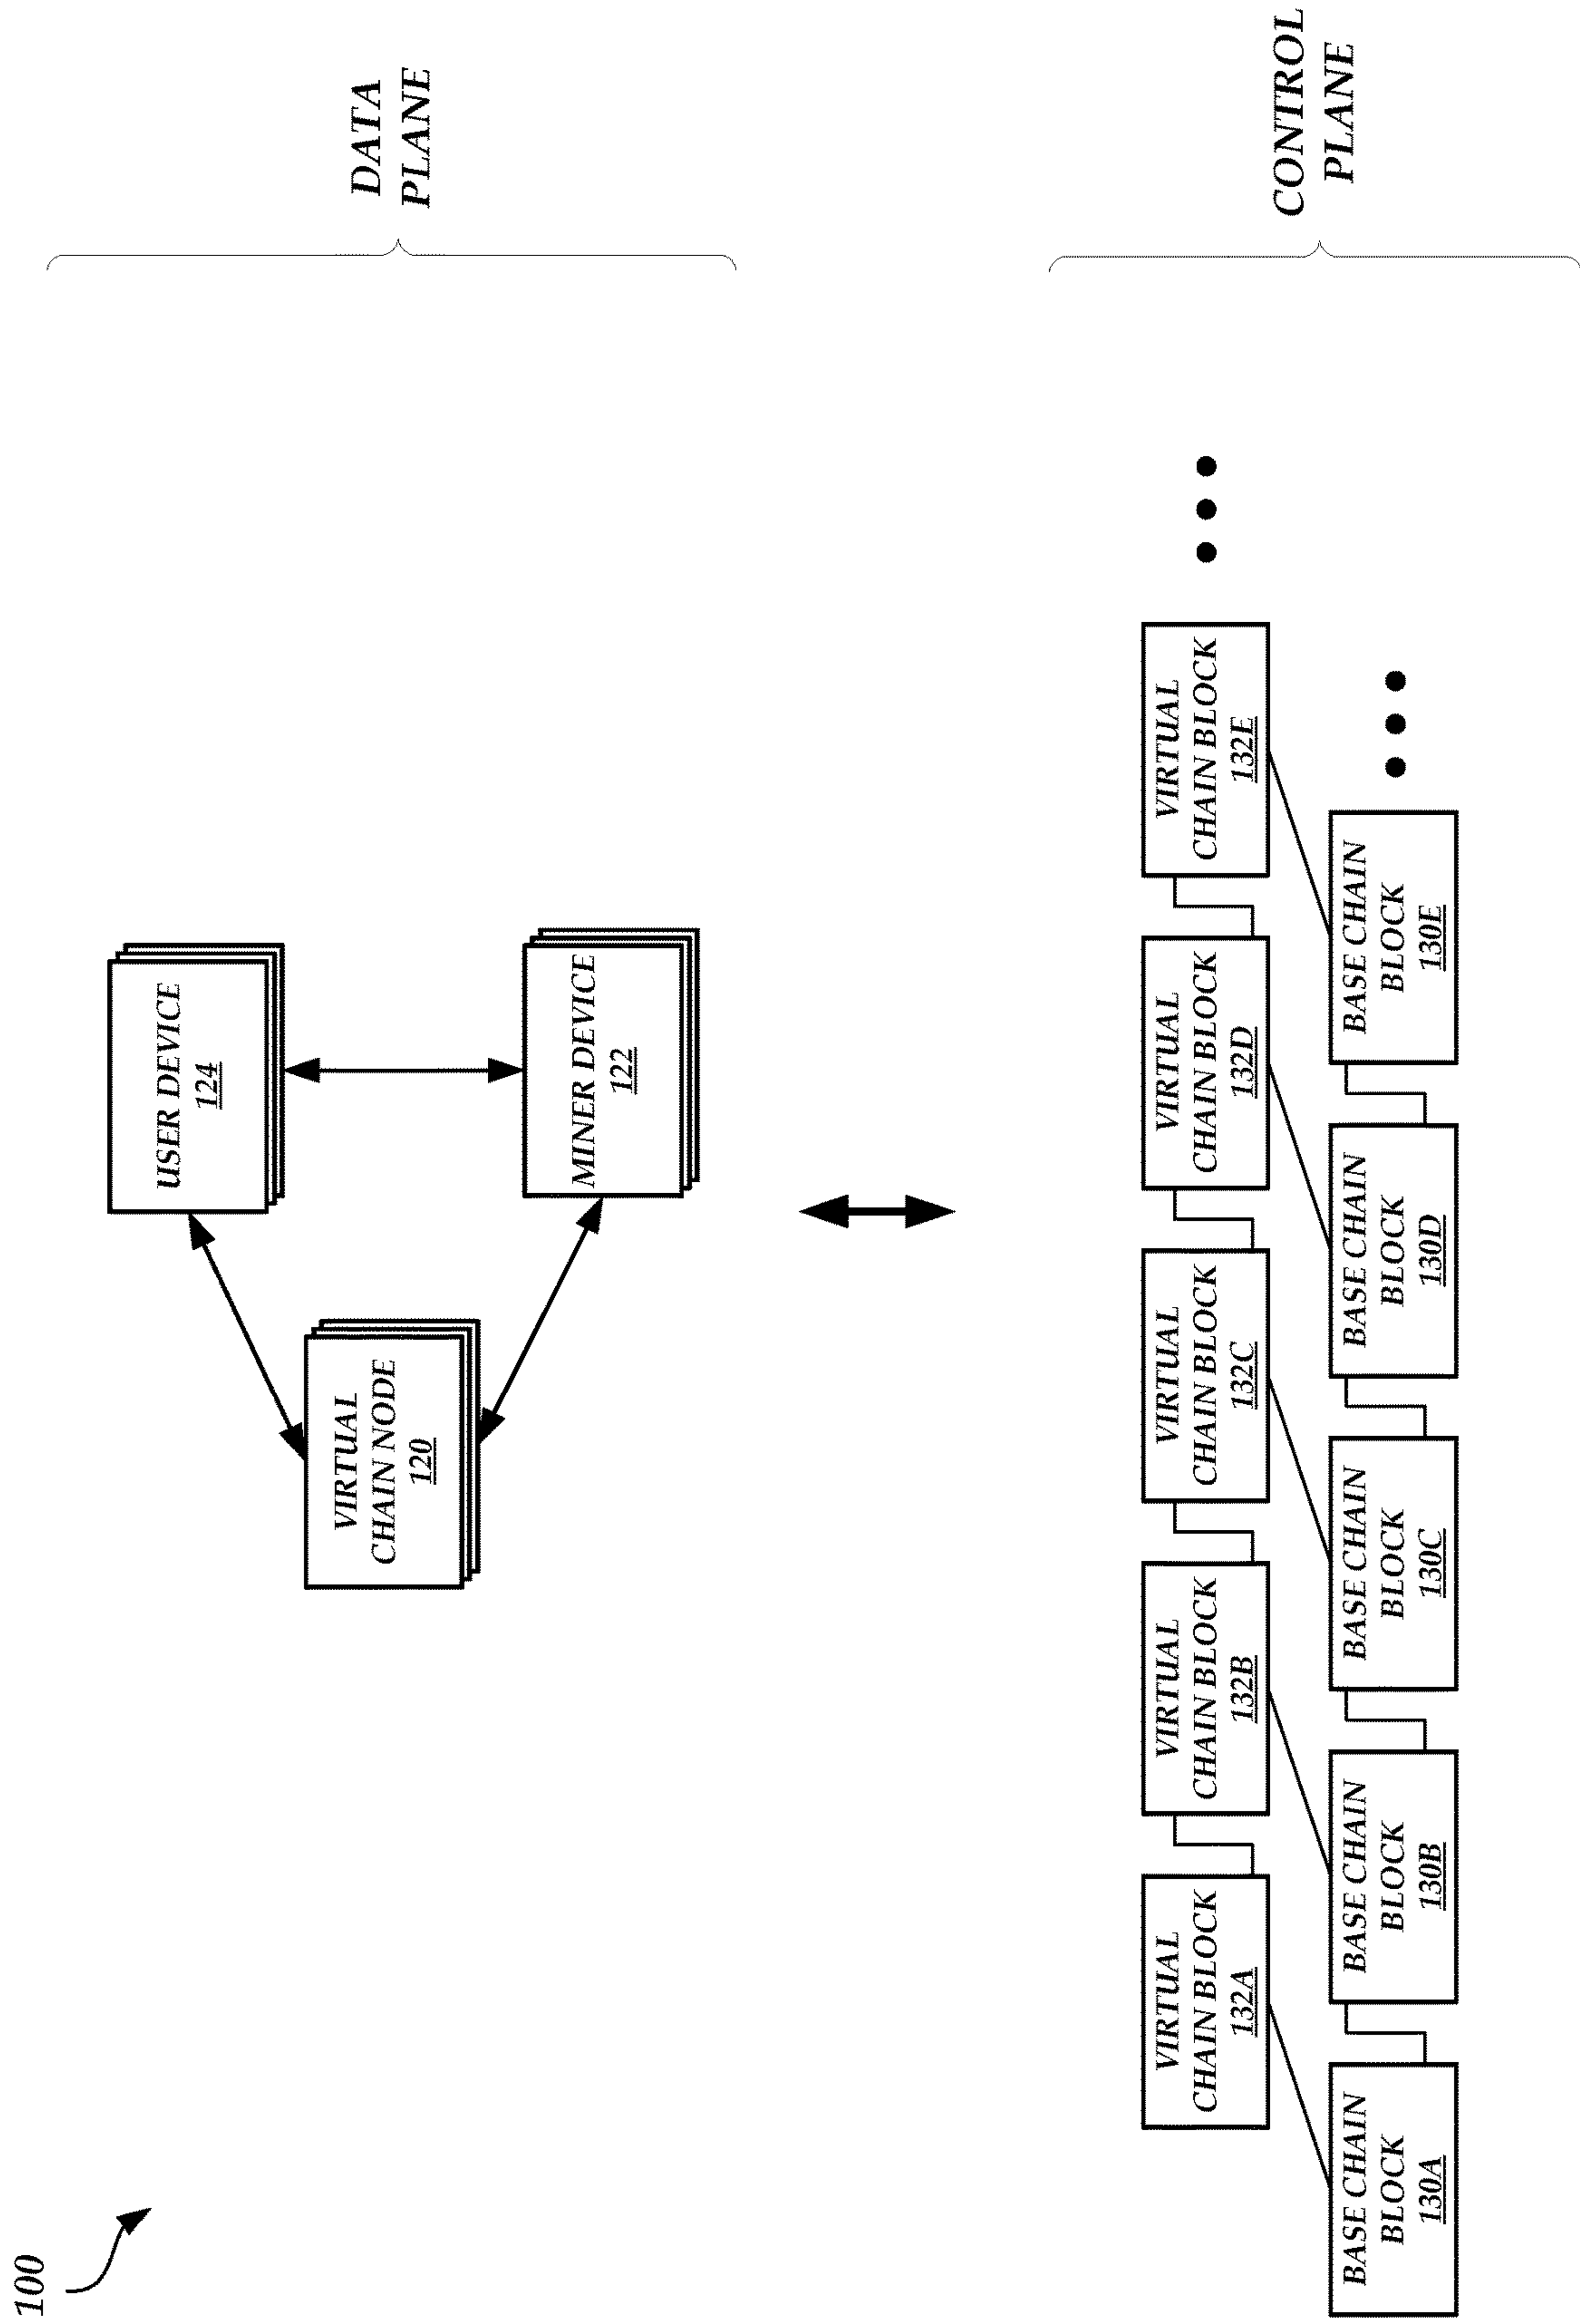 100
USER DEVICE
124
VIRTUAL
CHAIN NODE
120
MINER DEVICE
122
DATA
PLANE
VIRTUAL
CHAIN BLOCK
132A
VIRTUAL
CHAIN BLOCK
132B
VIRTUAL
CHAIN BLOCK
132C
VIRTUAL
CHAIN BLOCK
132D
VIRTUAL
CHAIN BLOCK
132E
BASE CHAIN
BLOCK
130A
BASE CHAIN
BLOCK
130B
BASE CHAIN
BLOCK
130C
BASE CHAIN
BLOCK
130D
BASE CHAIN
BLOCK
130E
CONTROL
PLANE